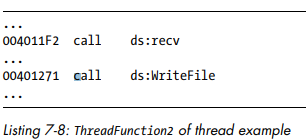 ...
004011F2 call ds:recv
...
00401271 call ds:WriteFile
...
Listing 7-8: ThreadFunction2 of thread example